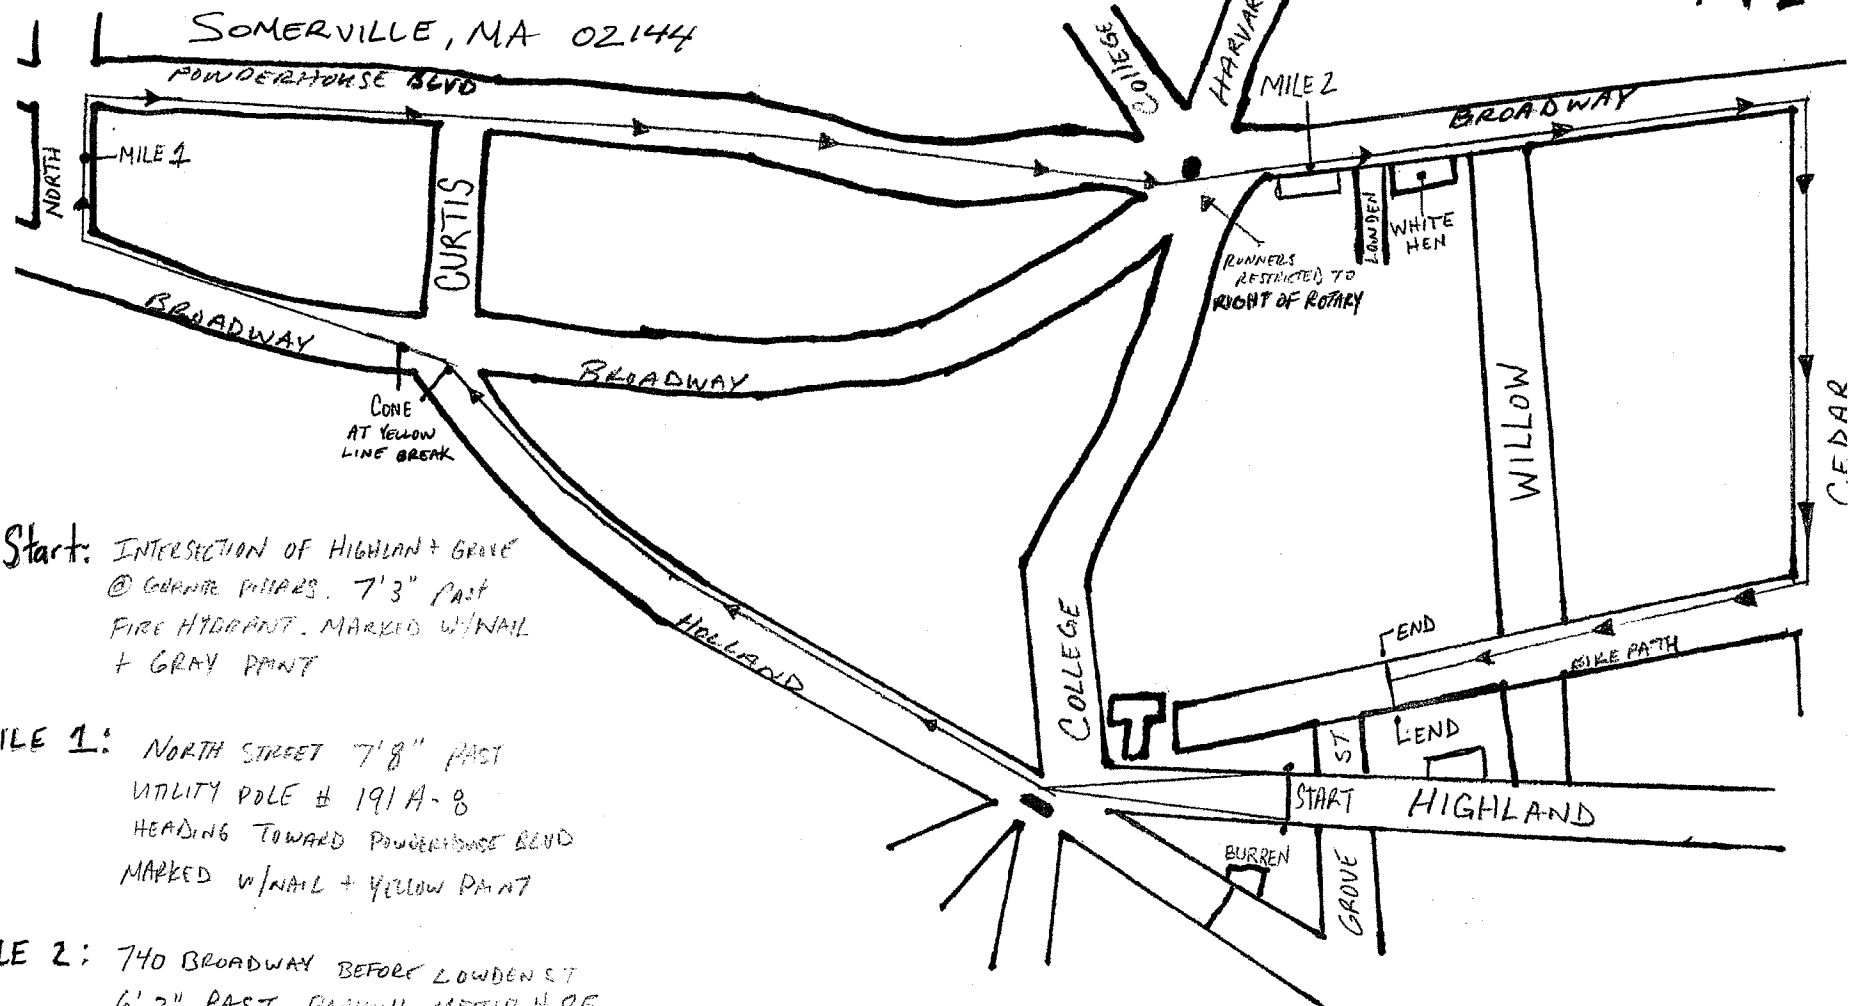 SOMERVILLE, MA 02144
POWDERHOUSE BLVD
COLLEGE
HARVAR
MILE 2
BROADWAY
NORTH
MILE 1
CURTIS
LOWDEN
WHITE
HEN
RUNNERS
RESTRICTED TO
RIGHT OF ROTARY
BROADWAY
BROADWAY
CONE
AT YELLOW
LINE BREAK
WILLOW
CEDAR
Start: INTERSECTION OF HIGHLAN + GROVE
@ GRANITE PILLARS. 7'3" PAST
FIRE HYDRANT. MARKED W/NAIL
+ GRAY PAINT
HOLLAND
COLLEGE
END
BIKE PATH
T
ST
END
START
HIGHLAND
BURREN
GROVE
ILE 1: NORTH STREET 7'8" PAST
UTILITY POLE # 191A-8
HEADING TOWARD POWDERHOUSE BLVD
MARKED W/NAIL + YELLOW PAINT
LE 2: 740 BROADWAY BEFORE LOWDEN ST
PAST